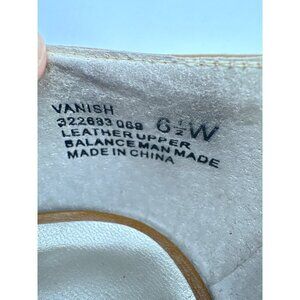 VANISH
322693 069 6½W
LEATHER UPPER
BALANCE MAN MADE
MADE IN CHINA